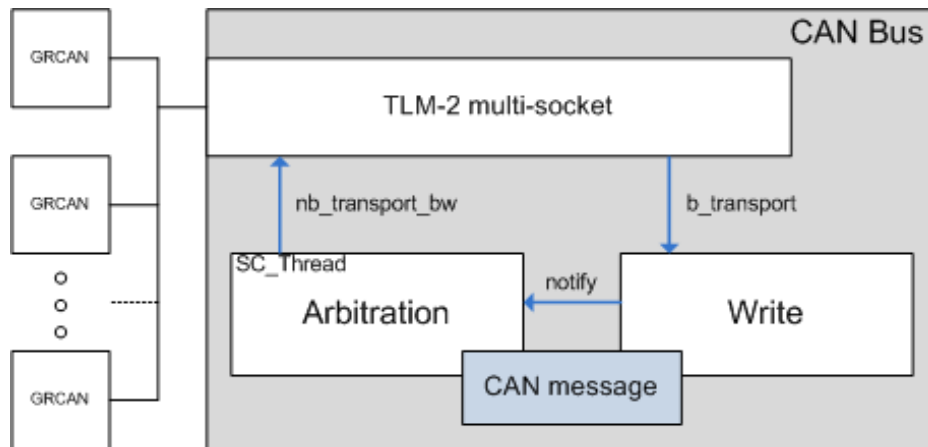 CAN Bus
GRCAN
TLM-2 multi-socket
GRCAN
nb_transport_bw
b_transport
SC_Thread
notify
Arbitration
Write
CAN message
GRCAN